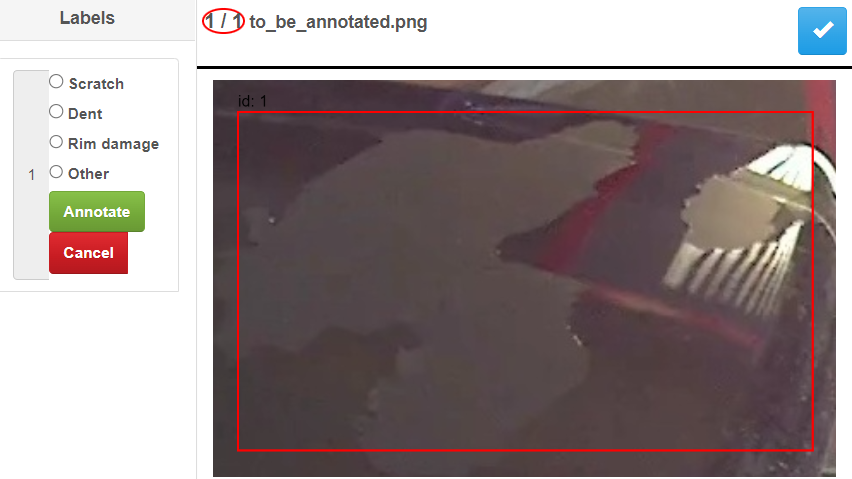 Labels
1 / 1 to_be_annotated.png
id: 1
1
Scratch
Dent
Rim damage
Other
Annotate
Cancel